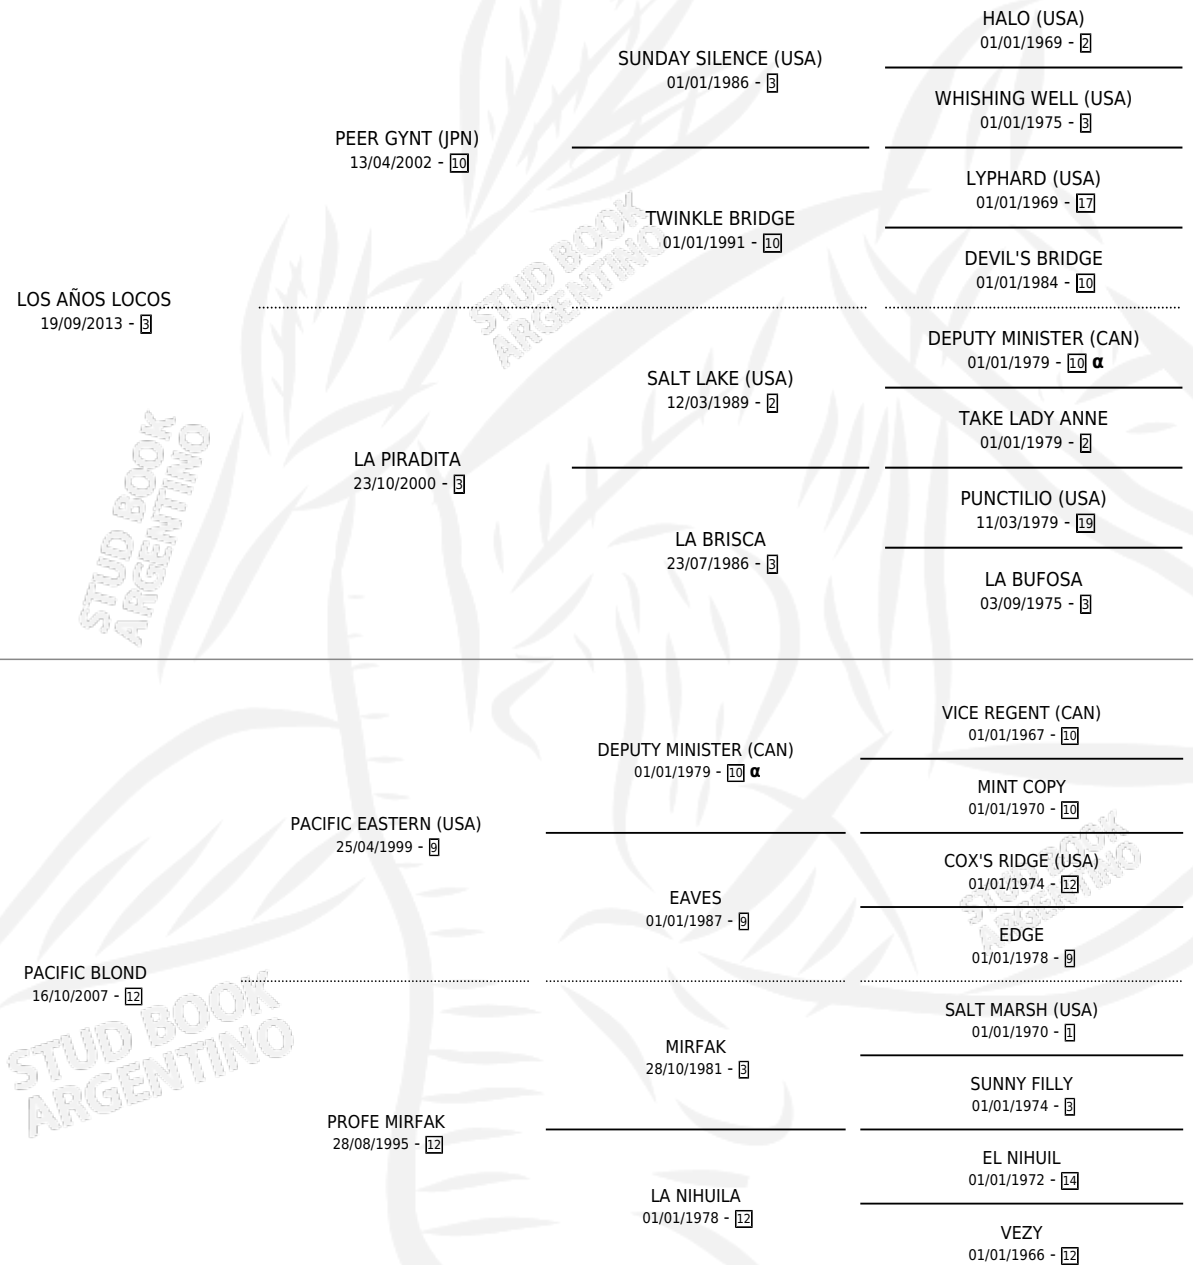 HALO (USA)
01/01/1969 - 2
SUNDAY SILENCE (USA)
01/01/1986 - 3
WHISHING WELL (USA)
01/01/1975 - 3
PEER GYNT (JPN)
13/04/2002 - 10
LYPHARD (USA)
01/01/1969 - 17
TWINKLE BRIDGE
01/01/1991 - 10
DEVIL'S BRIDGE
01/01/1984 - 10
LOS AÑOS LOCOS
19/09/2013 - 3
DEPUTY MINISTER (CAN)
01/01/1979 - 10 α
SALT LAKE (USA)
12/03/1989 - 2
TAKE LADY ANNE
01/01/1979 - 2
LA PIRADITA
23/10/2000 - 3
PUNCTILIO (USA)
11/03/1979 - 19
LA BRISCA
23/07/1986 - 3
LA BUFOSA
03/09/1975 - 3
VICE REGENT (CAN)
01/01/1967 - 10
DEPUTY MINISTER (CAN)
01/01/1979 - 10 α
MINT COPY
01/01/1970 - 10
PACIFIC EASTERN (USA)
25/04/1999 - 9
COX'S RIDGE (USA)
01/01/1974 - 12
EAVES
01/01/1987 - 9
EDGE
01/01/1978 - 9
PACIFIC BLOND
16/10/2007 - 12
SALT MARSH (USA)
01/01/1970 - 1
MIRFAK
28/10/1981 - 3
SUNNY FILLY
01/01/1974 - 3
PROFE MIRFAK
28/08/1995 - 12
EL NIHUIL
01/01/1972 - 14
LA NIHUILA
01/01/1978 - 12
VEZY
01/01/1966 - 12
STUD BOOK
ARGENTINO
STUD BOOK
ARGENTINO
STUD BOOK
ARGENTINO
STUD BOOK
ARGENTINO